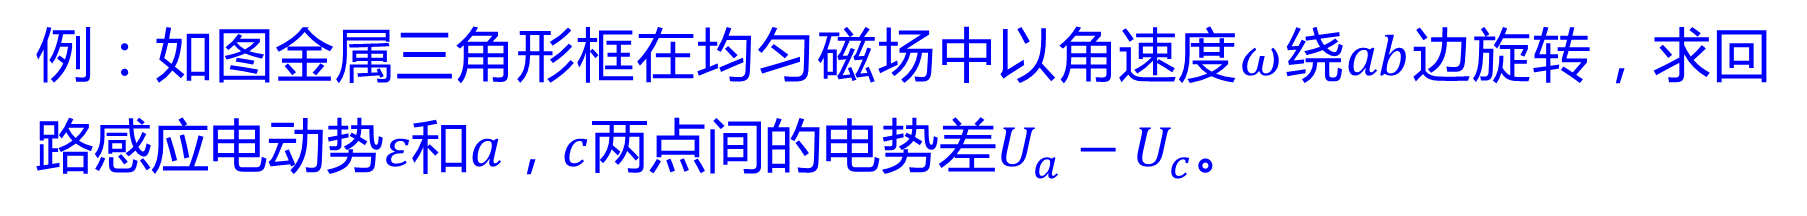 例：如图金属三角形框在均匀磁场中以角速度ω绕ab边旋转，求回
路感应电动势ε和a，c两点间的电势差Uₐ − U꜀。